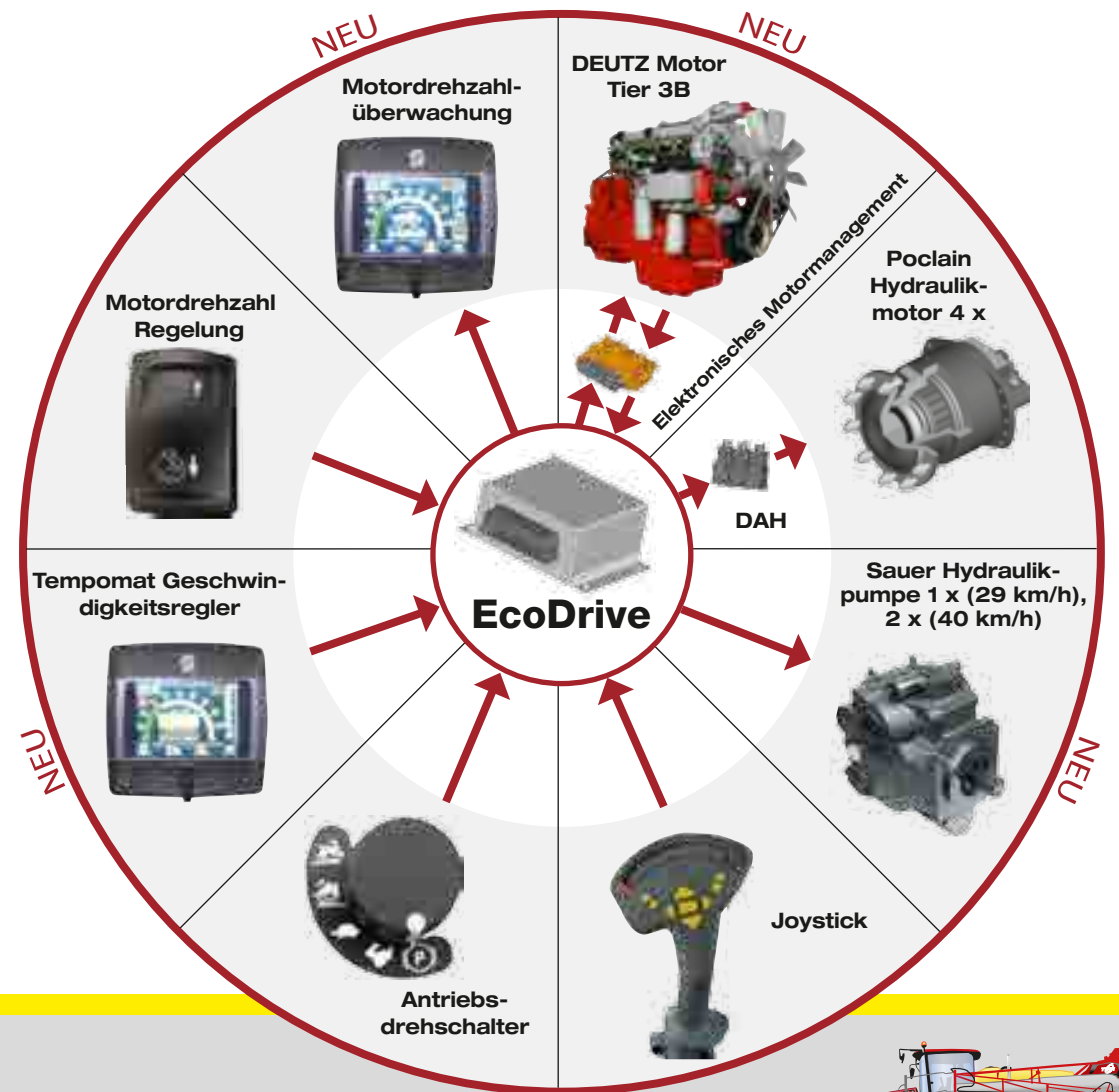 NEU
NEU
DEUTZ Motor
Tier 3B
Motordrehzahl-
überwachung
Elektronisches Motormanagement
Poclain
Hydraulik-
motor 4 x
Motordrehzahl
Regelung
DAH
Tempomat Geschwin-
digkeitsregler
EcoDrive
Sauer Hydraulik-
pumpe 1 x (29 km/h),
2 x (40 km/h)
NEU
NEU
Joystick
P
Antriebs-
drehschalter